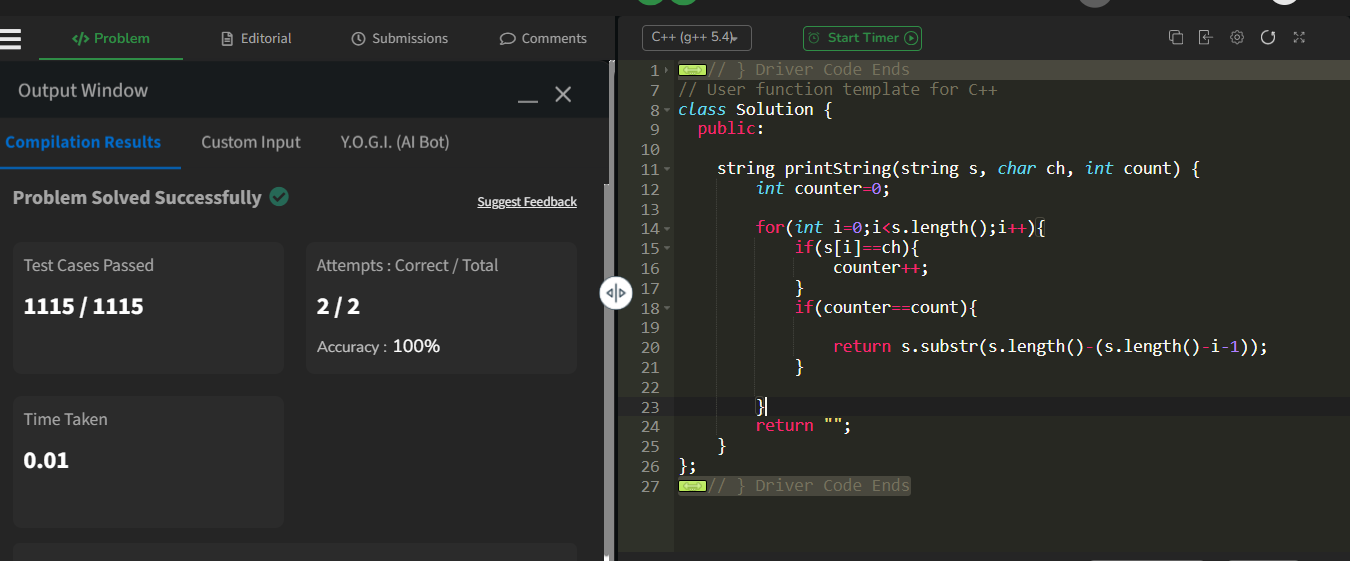 </> Problem
Editorial
Submissions
Comments
Output Window
Compilation Results
Custom Input
Y.O.G.I. (AI Bot)
Problem Solved Successfully
Suggest Feedback
Test Cases Passed
1115 / 1115
Attempts : Correct / Total
2 / 2
Accuracy : 100%
Time Taken
0.01
C++ (g++ 5.4)
Start Timer
1 // } Driver Code Ends
7 // User function template for C++
8 class Solution {
9 public:
10
11 string printString(string s, char ch, int count) {
12 int counter=0;
13
14 for(int i=0;i<s.length();i++){
15 if(s[i]==ch){
16 counter++;
17 }
18 if(counter==count){
19
20 return s.substr(s.length()-(s.length()-i-1));
21 }
22
23 }
24 return "";
25 }
26 };
27 // } Driver Code Ends